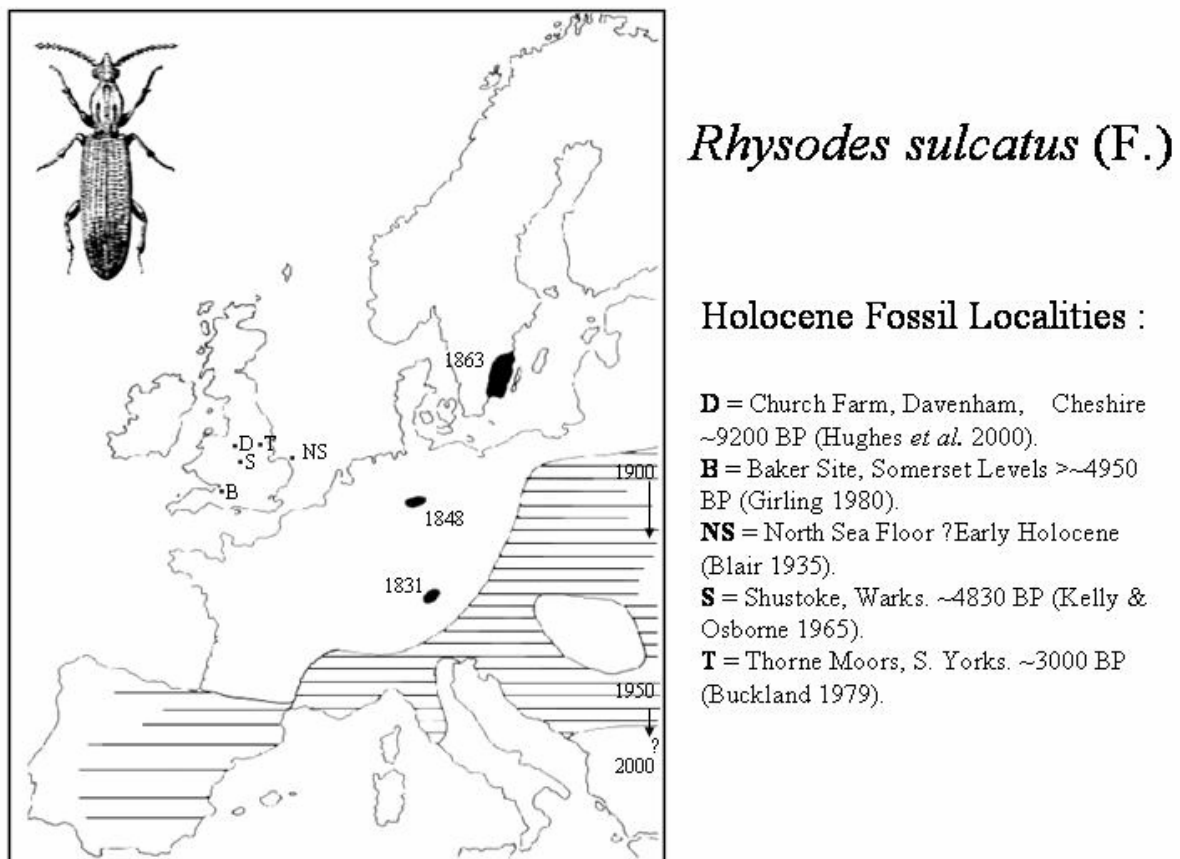 Rhysodes sulcatus (F.)
Holocene Fossil Localities :
D = Church Farm, Davenham, Cheshire
~9200 BP (Hughes et al. 2000).
B = Baker Site, Somerset Levels >~4950
BP (Girling 1980).
NS = North Sea Floor ?Early Holocene
(Blair 1935).
S = Shustoke, Warks. ~4830 BP (Kelly &
Osborne 1965).
T = Thorne Moors, S. Yorks. ~3000 BP
(Buckland 1979).
1863
D T NS
S
B
1900
1848
1831
1950
?
2000